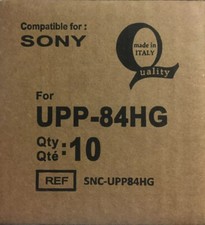 Compatible for :
SONY
made in
ITALY
Quality
For
UPP-84HG
Qty
Qté :10
REF SNC-UPP84HG